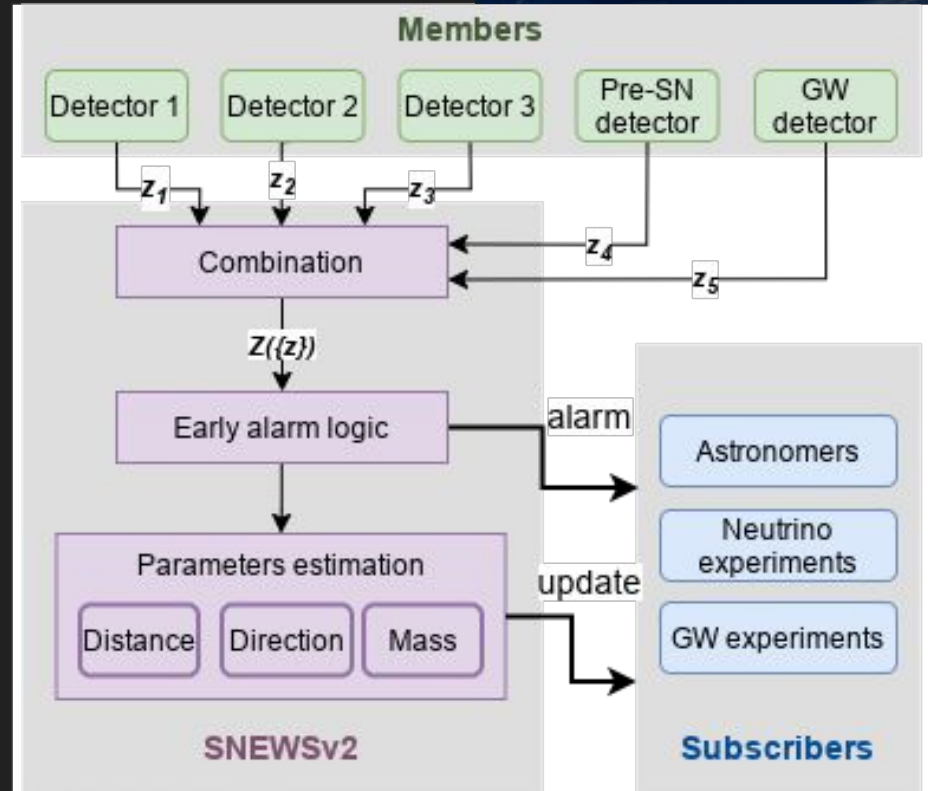 Members
Detector 1
Detector 2
Detector 3
Pre-SN
detector
GW
detector
z1
z2
z3
z4
z5
Combination
Z({z})
Early alarm logic
alarm
Parameters estimation
Distance
Direction
Mass
update
SNEWSv2
Astronomers
Neutrino
experiments
GW experiments
Subscribers